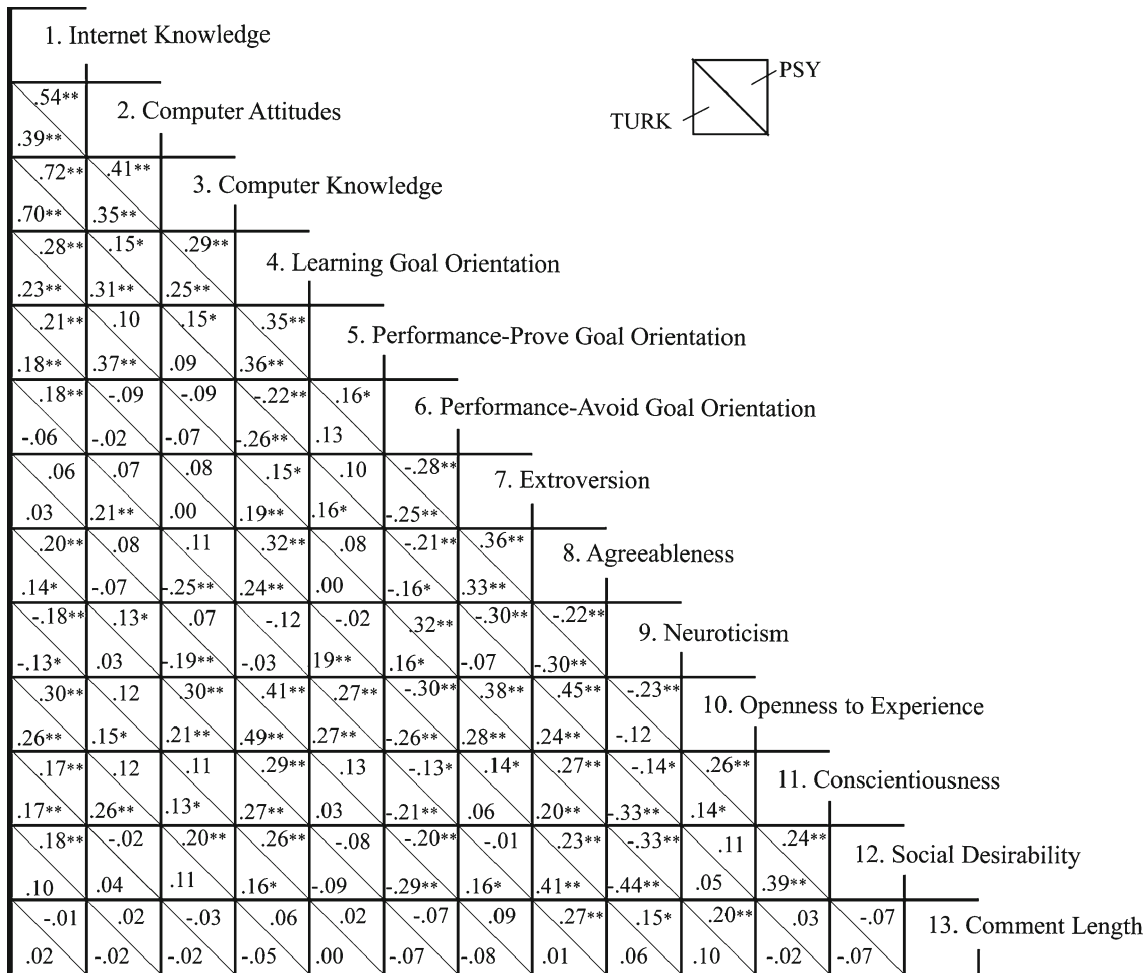 1. Internet Knowledge
PSY
.54**
2. Computer Attitudes
TURK
.39**
.72** .41**
3. Computer Knowledge
.70** .35**
.28** .15* .29**
4. Learning Goal Orientation
.23** .31** .25**
.21** .10 .15* .35**
5. Performance-Prove Goal Orientation
.18** .37** .09 .36**
.18** -.09 -.09 -.22** .16*
6. Performance-Avoid Goal Orientation
-.06 -.02 -.07 -.26** .13
.06 .07 .08 .15* .10 -.28**
7. Extroversion
.03 .21** .00 .19** .16* -.25**
.20** .08 .11 .32** .08 -.21** .36**
8. Agreeableness
.14* -.07 -.25** .24** .00 -.16* .33**
-.18** .13* .07 -.12 -.02 .32** -.30** -.22**
9. Neuroticism
-.13* .03 -.19** -.03 19** .16* -.07 -.30**
.30** .12 .30** .41** .27** -.30** .38** .45** -.23**
10. Openness to Experience
.26** .15* .21** .49** .27** -.26** .28** .24** -.12
.17** .12 .11 .29** .13 -.13* .14* .27** -.14* .26**
11. Conscientiousness
.17** .26** .13* .27** .03 -.21** .06 .20** -.33** .14*
.18** -.02 .20** .26** -.08 -.20** -.01 .23** -.33** .11 .24**
12. Social Desirability
.10 .04 .11 .16* -.09 -.29** .16* .41** -.44** .05 .39**
-.01 .02 -.03 .06 .02 -.07 .09 .27** .15* .20** .03 -.07
13. Comment Length
.02 -.02 -.02 -.05 .00 -.07 -.08 .01 .06 .10 -.02 -.07